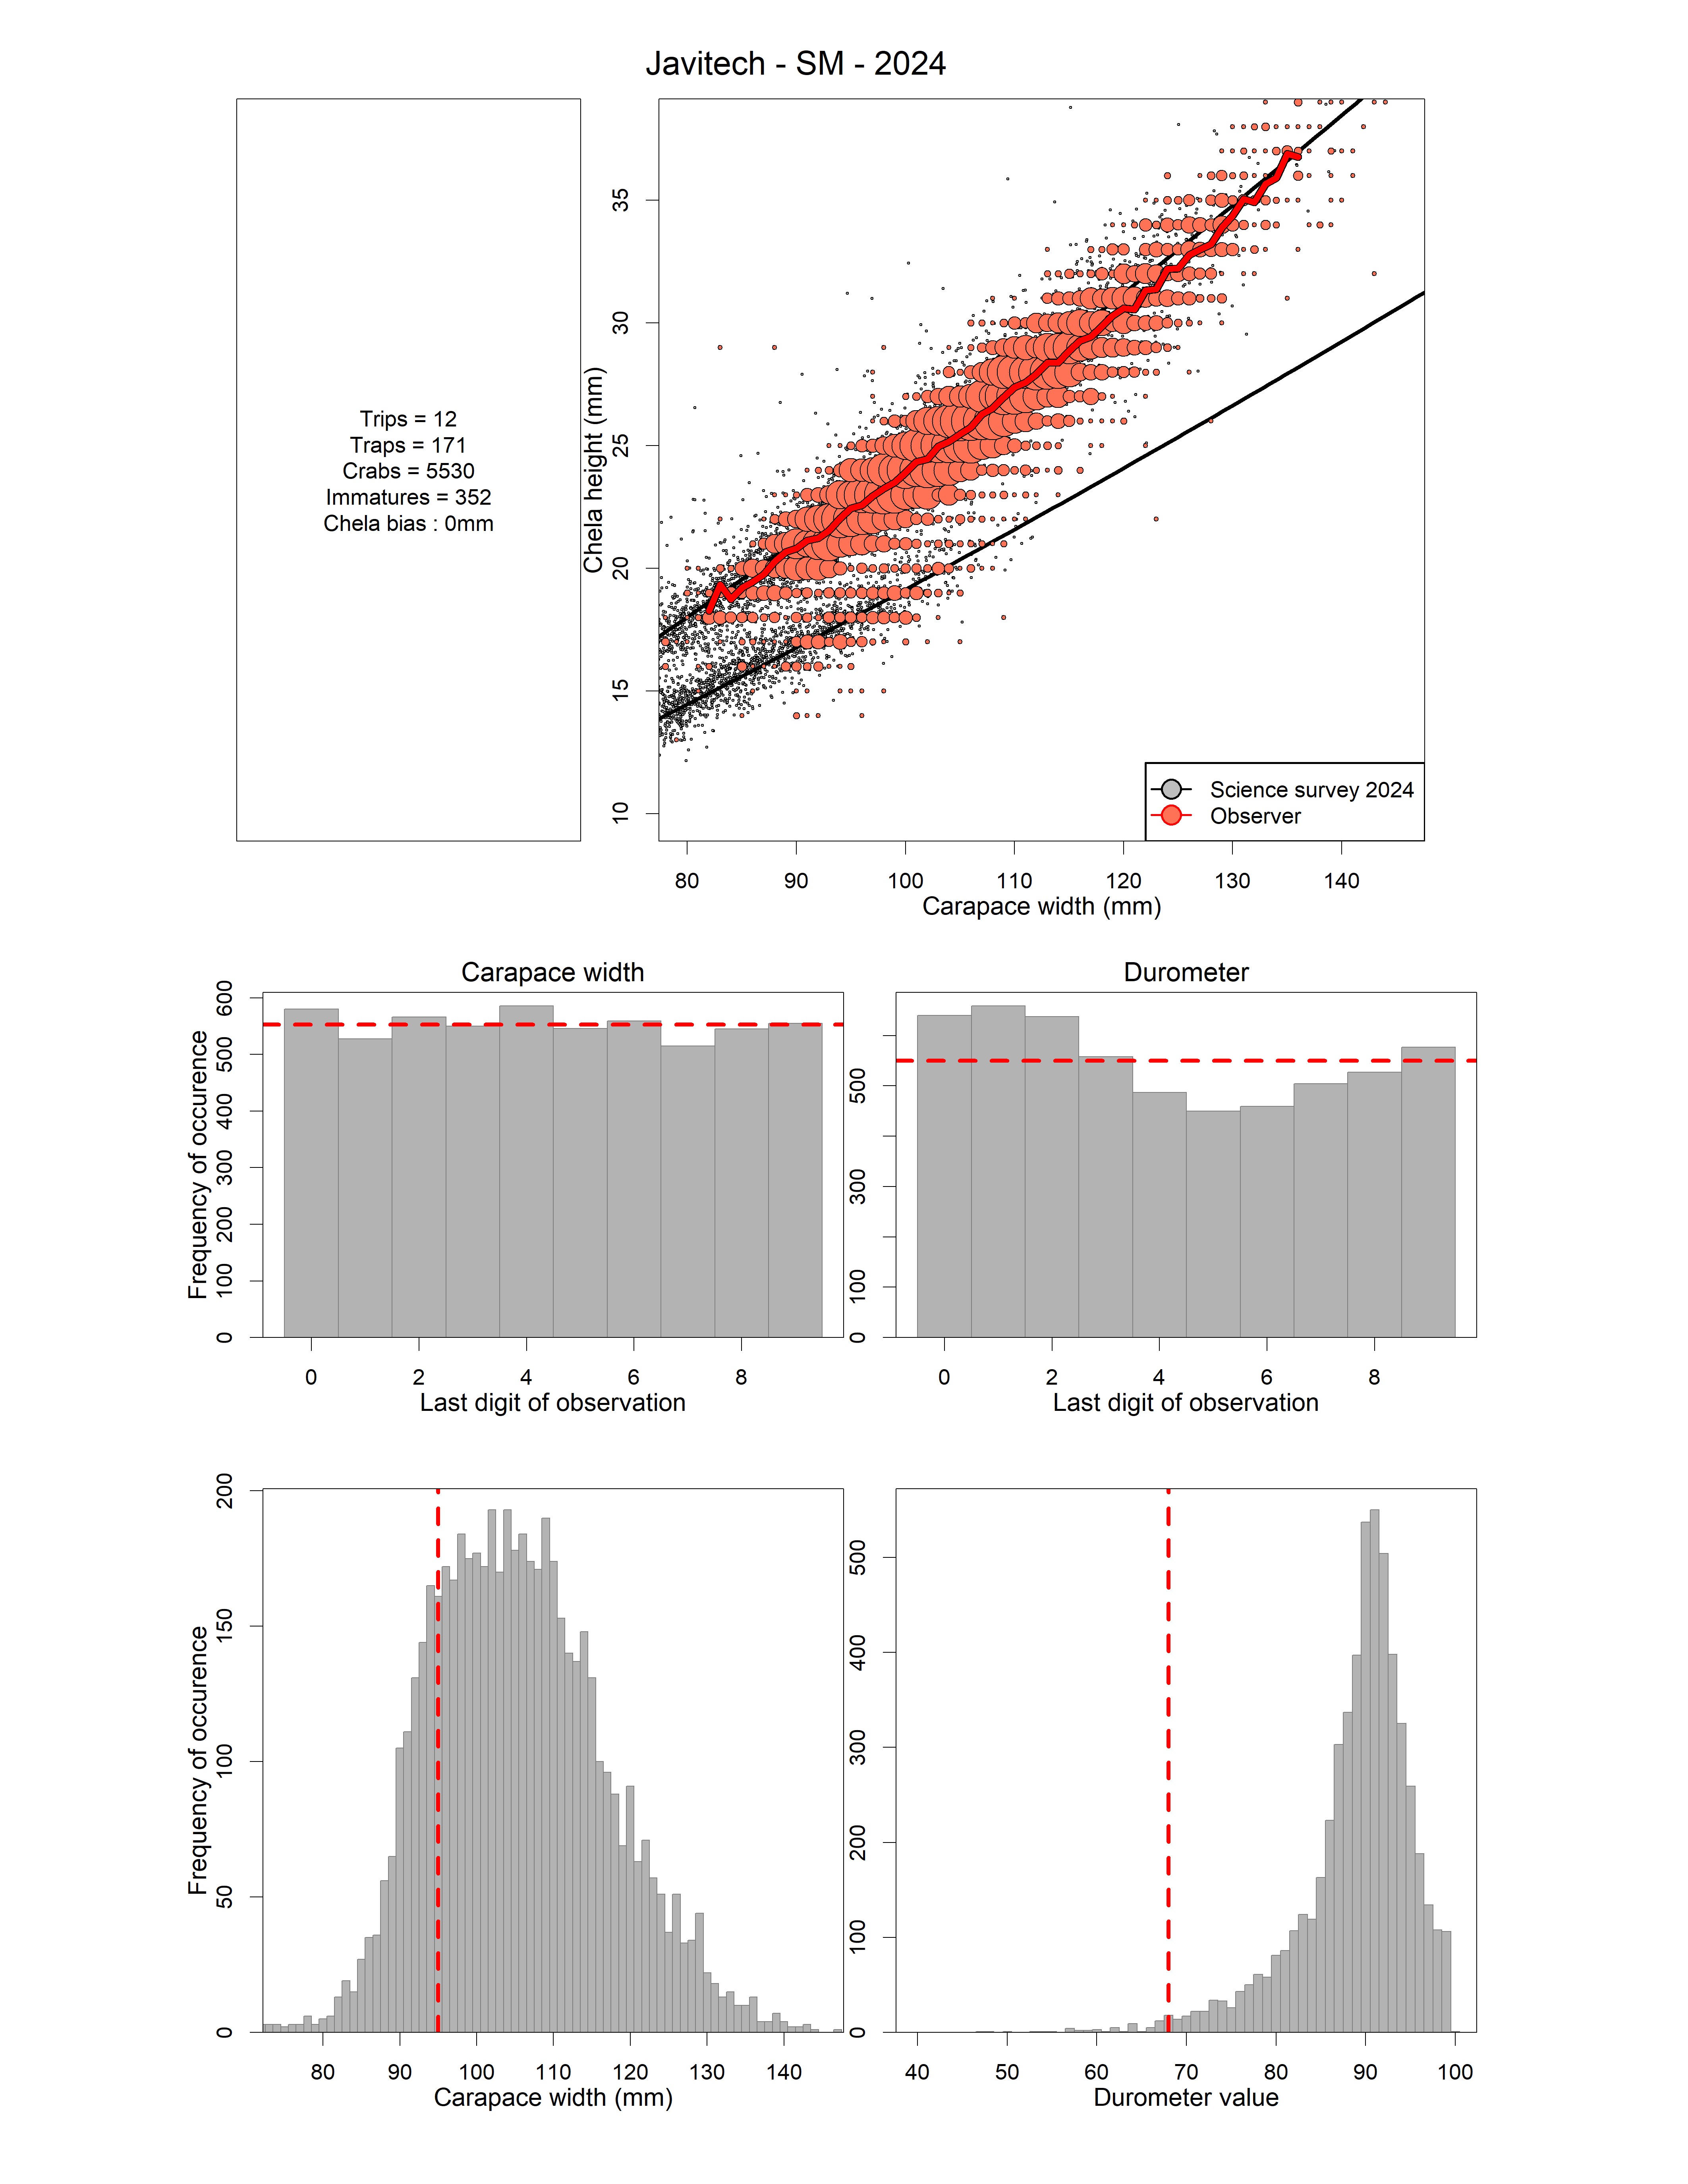 Javitech - SM - 2024
Trips = 12
Traps = 171
Crabs = 5530
Immatures = 352
Chela bias : 0mm
Chela height (mm)
35
30
25
20
15
10
Science survey 2024
Observer
80 90 100 110 120 130 140
Carapace width (mm)
Carapace width
Frequency of occurence
600
500
400
300
200
100
0
0 2 4 6 8
Last digit of observation
Durometer
500
300
100
0
0 2 4 6 8
Last digit of observation
Frequency of occurence
200
150
100
50
0
80 90 100 110 120 130 140
Carapace width (mm)
500
400
300
200
100
0
40 50 60 70 80 90 100
Durometer value